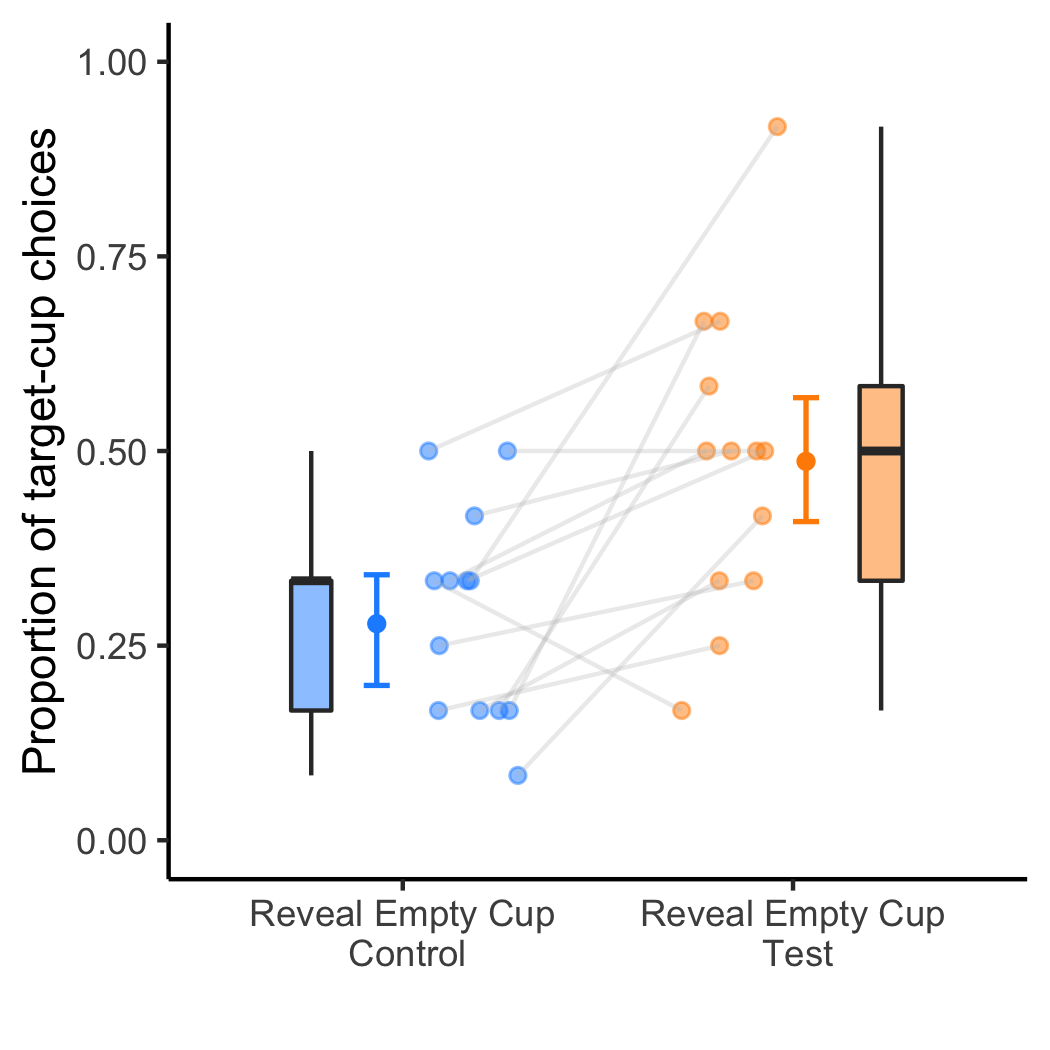 Proportion of target-cup choices
1.00
0.75
0.50
0.25
0.00
Reveal Empty Cup
Control
Reveal Empty Cup
Test